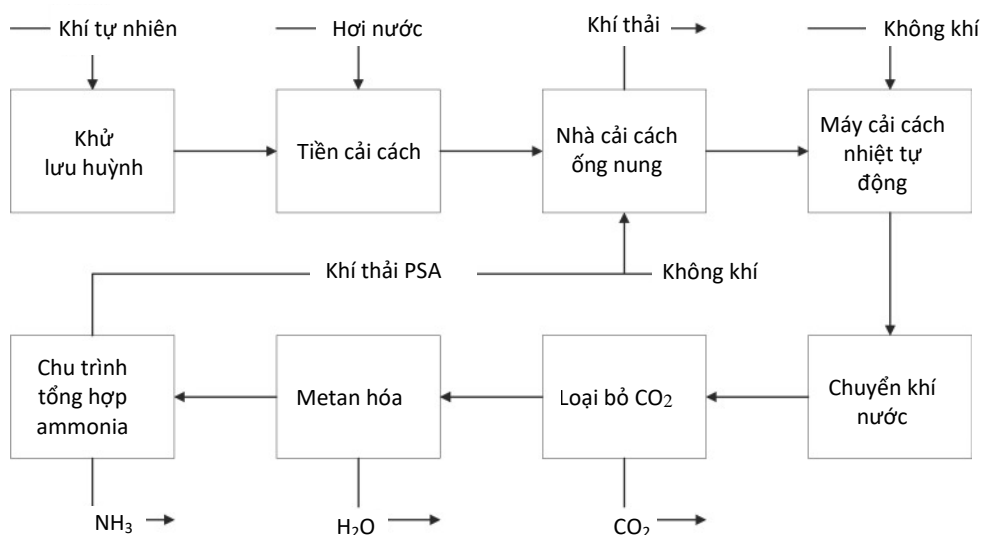 Khí tự nhiên
Hơi nước
Khí thải
Không khí
Khử
lưu huỳnh
Tiền cải cách
Nhà cải cách
ống nung
Máy cải cách
nhiệt tự
động
Khí thải PSA
Không khí
Chu trình
tổng hợp
ammonia
Metan hóa
Loại bỏ CO₂
Chuyển khí
nước
NH₃
H₂O
CO₂